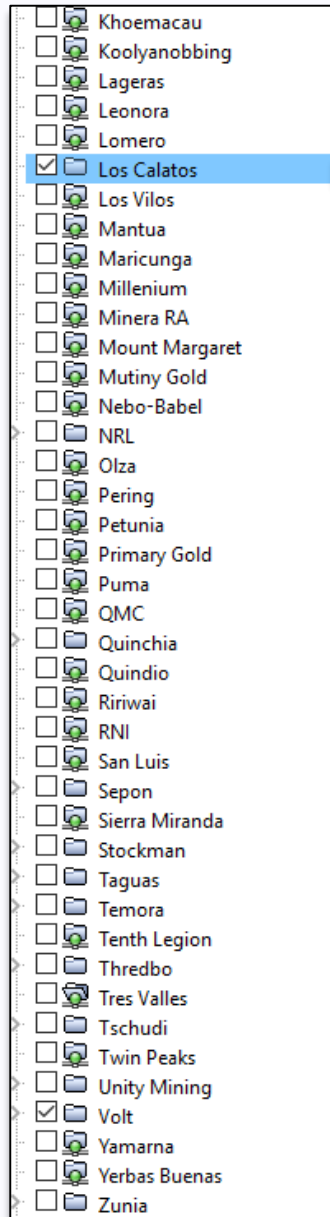 Khoemacau
Koolyanobbing
Lageras
Leonora
Lomero
Los Calatos
Los Vilos
Mantua
Maricunga
Millenium
Minera RA
Mount Margaret
Mutiny Gold
Nebo-Babel
NRL
Olza
Pering
Petunia
Primary Gold
Puma
QMC
Quinchia
Quindio
Ririwai
RNI
San Luis
Sepon
Sierra Miranda
Stockman
Taguas
Temora
Tenth Legion
Thredbo
Tres Valles
Tschudi
Twin Peaks
Unity Mining
Volt
Yamarna
Yerbas Buenas
Zunia